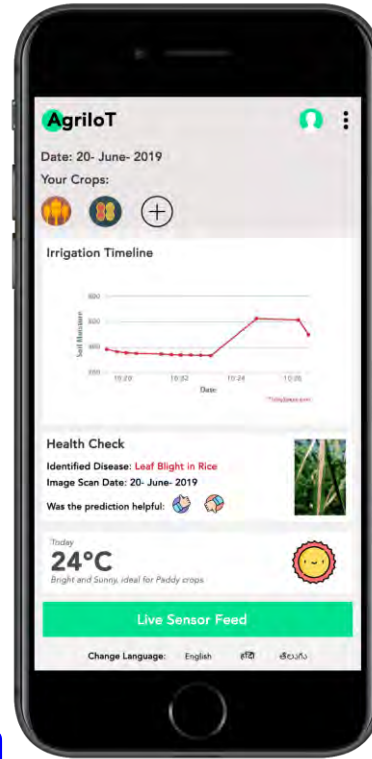 AgriIoT
Date: 20- June- 2019
Your Crops:
Irrigation Timeline
Soil Moisture
10:20 10:22 10:24 10:26
Date
ThingSpeak.com
Health Check
Identified Disease: Leaf Blight in Rice
Image Scan Date: 20- June- 2019
Was the prediction helpful:
Today
24°C
Bright and Sunny, ideal for Paddy crops
Live Sensor Feed
Change Language: English हिंदी తెలుగు